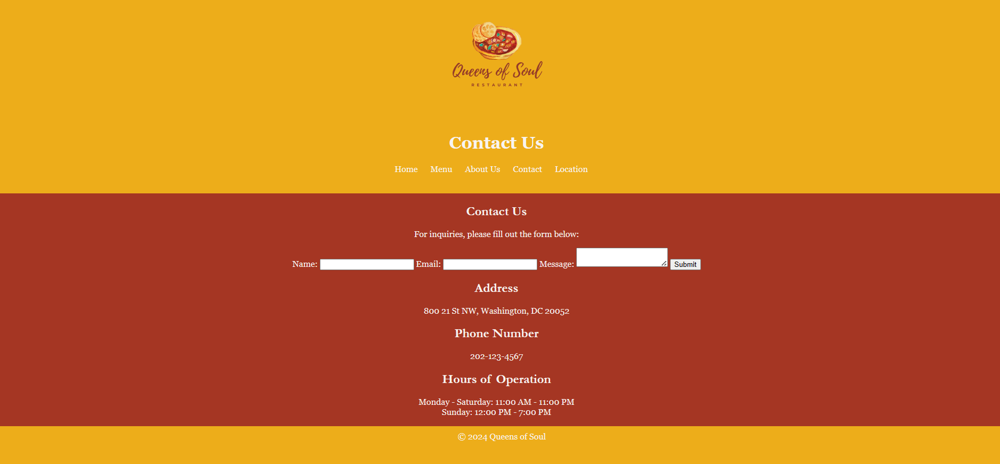 Queens of Soul
RESTAURANT
Contact Us
Home Menu About Us Contact Location
Contact Us
For inquiries, please fill out the form below:
Name: Email: Message: Submit
Address
800 21 St NW, Washington, DC 20052
Phone Number
202-123-4567
Hours of Operation
Monday - Saturday: 11:00 AM - 11:00 PM
Sunday: 12:00 PM - 7:00 PM
© 2024 Queens of Soul